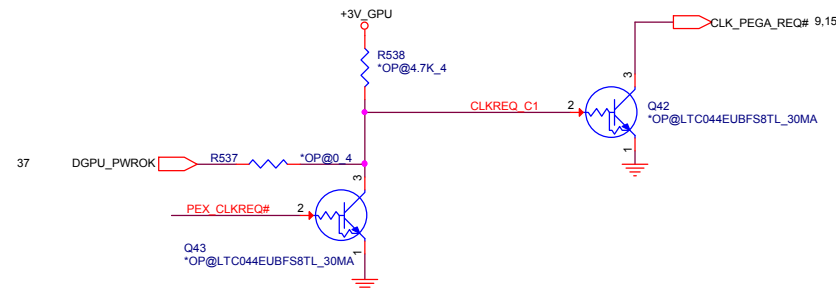 +3V_GPU
CLK_PEGA_REQ# 9,15
R538
*OP@4.7K_4
3
CLKREQ_C1
2
Q42
*OP@LTC044EUBFS8TL_30MA
1
37 DGPU_PWROK R537 *OP@0_4
3
PEX_CLKREQ# 2
Q43
1
*OP@LTC044EUBFS8TL_30MA